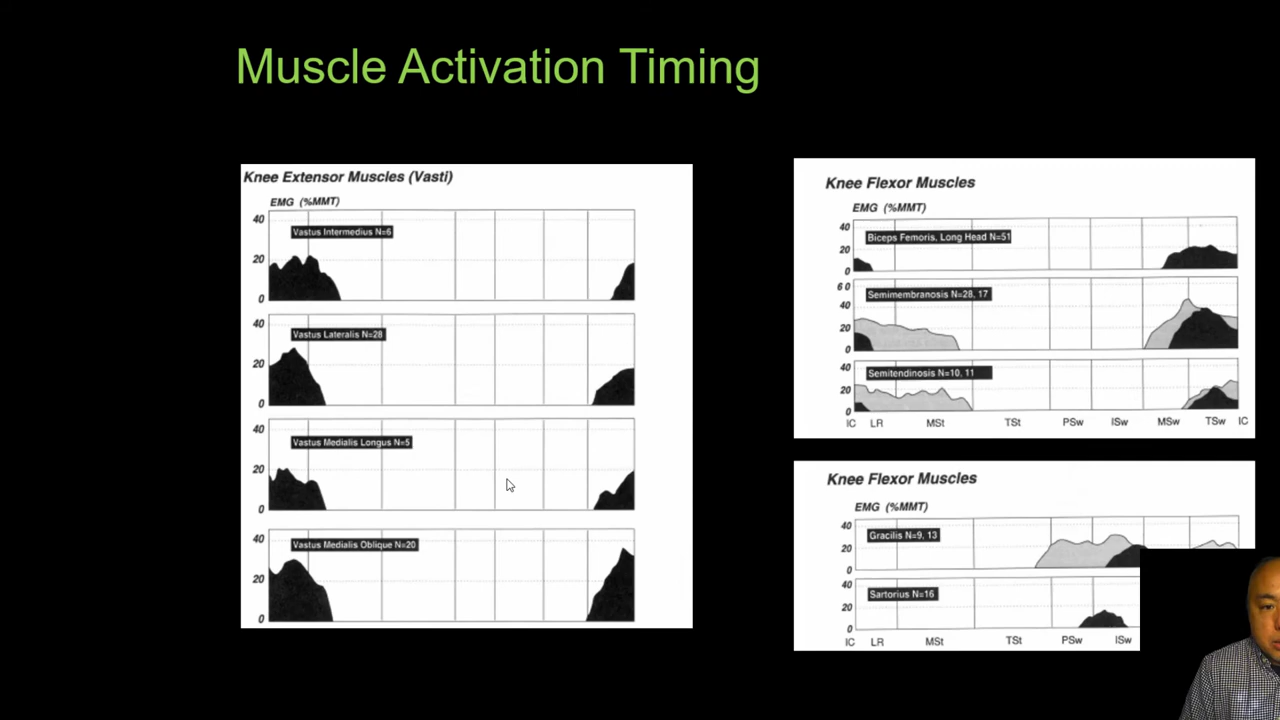 Muscle Activation Timing
Knee Extensor Muscles (Vasti)
EMG (%MMT)
40
Vastus Intermedius N=6
20
0
40
Vastus Lateralis N=28
20
0
40
Vastus Medialis Longus N=5
20
0
40
Vastus Medialis Oblique N=20
20
0
Knee Flexor Muscles
EMG (%MMT)
40
Biceps Femoris, Long Head N=51
20
0
60
Semimembranosis N=28, 17
40
20
0
40
Semitendinosis N=10, 11
20
0
IC LR MSt TSt PSw ISw MSw TSw IC
Knee Flexor Muscles
EMG (%MMT)
40
Gracilis N=9, 13
20
0
40
Sartorius N=16
20
0
IC LR MSt TSt PSw ISw